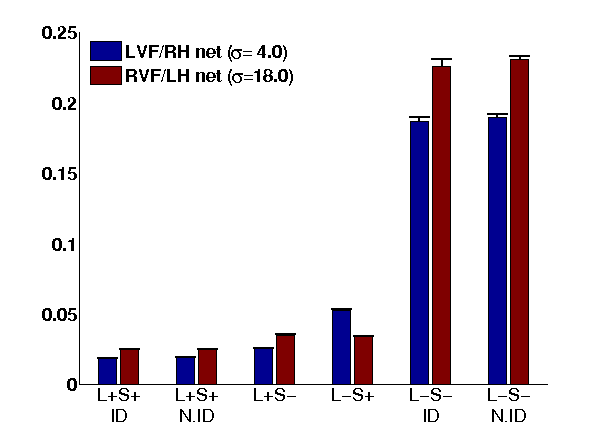 0.25
0.2
0.15
0.1
0.05
0
LVF/RH net (σ= 4.0)
RVF/LH net (σ=18.0)
L+S+ L+S+ L+S− L−S+ L−S− L−S−
ID N.ID ID N.ID